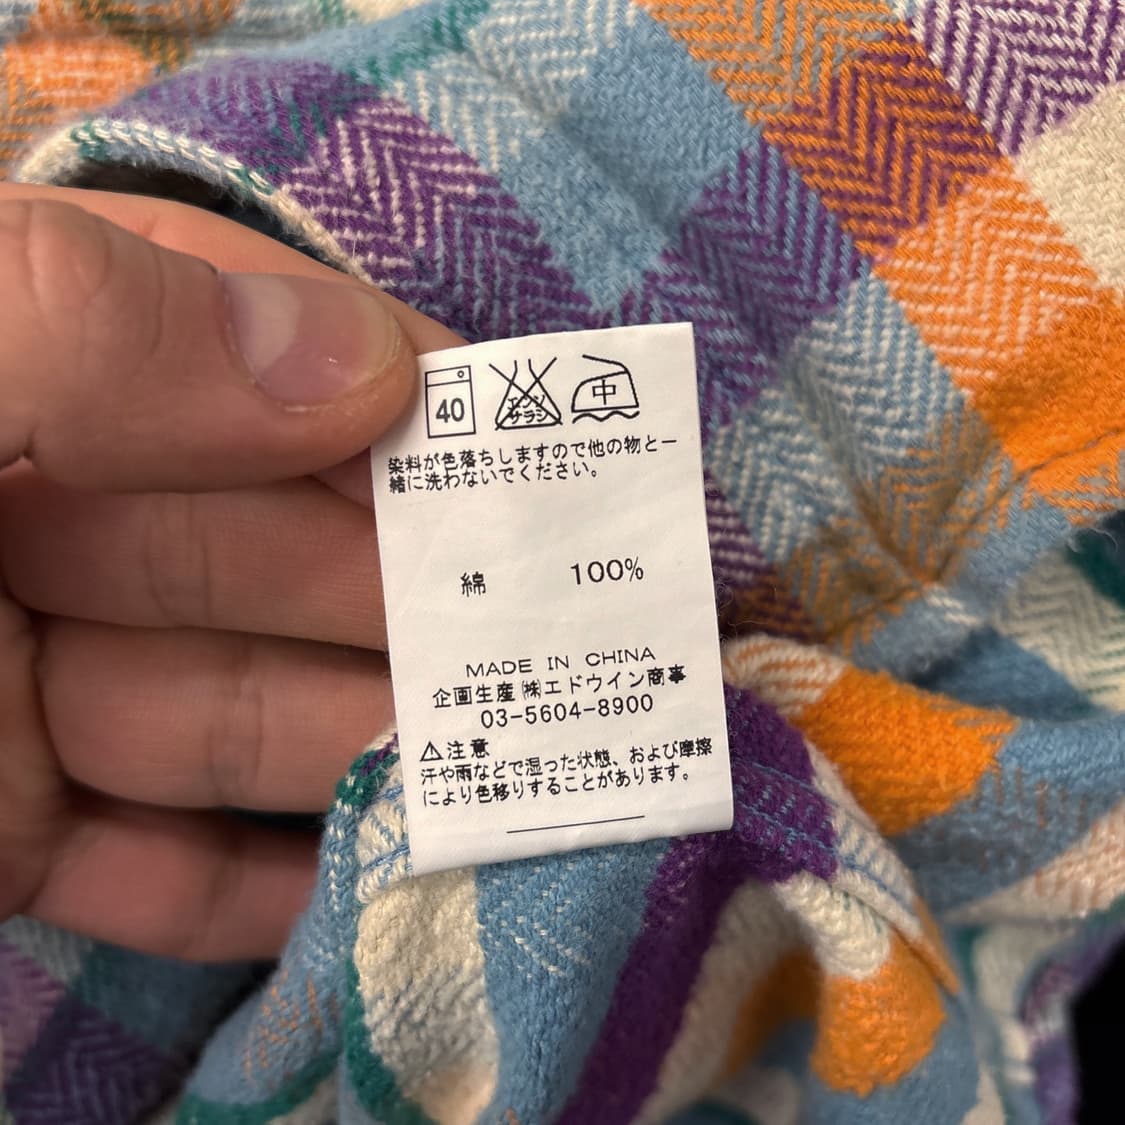 40
エンソ
サラシ
中
染料が色落ちしますので他の物と一
緒に洗わないでください。
綿 100%
MADE IN CHINA
企画生産 ㈱エドウイン商事
03-5604-8900
⚠注意
汗や雨などで湿った状態、および摩擦
により色移りすることがあります。